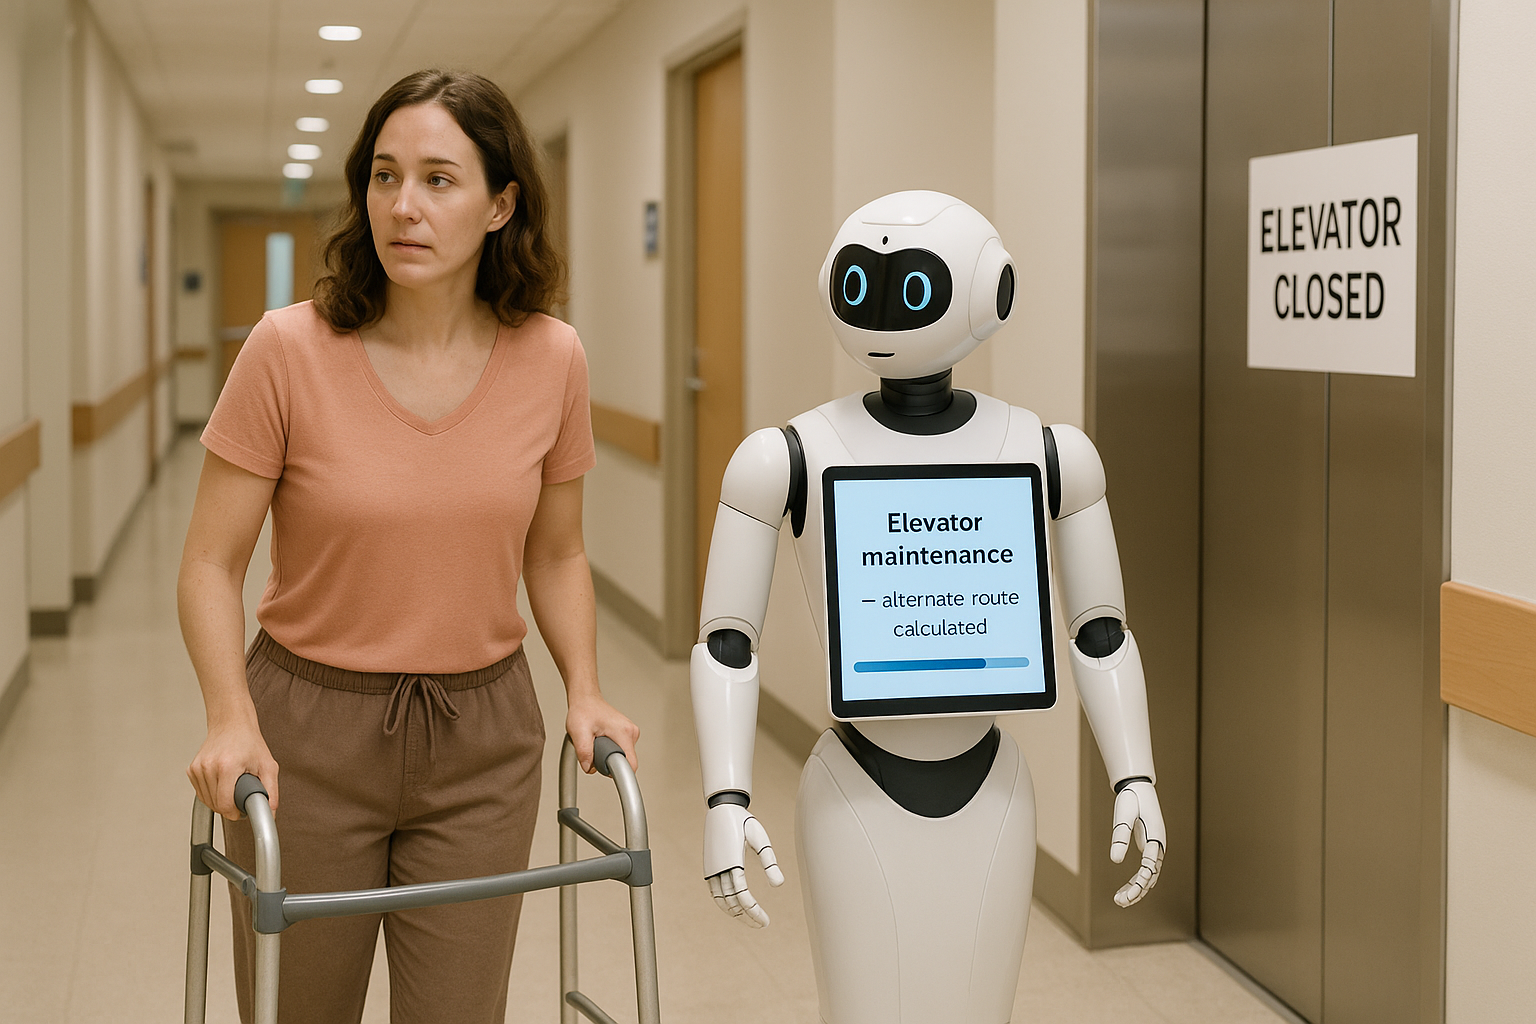 ELEVATOR
CLOSED
Elevator
maintenance
– alternate route
calculated